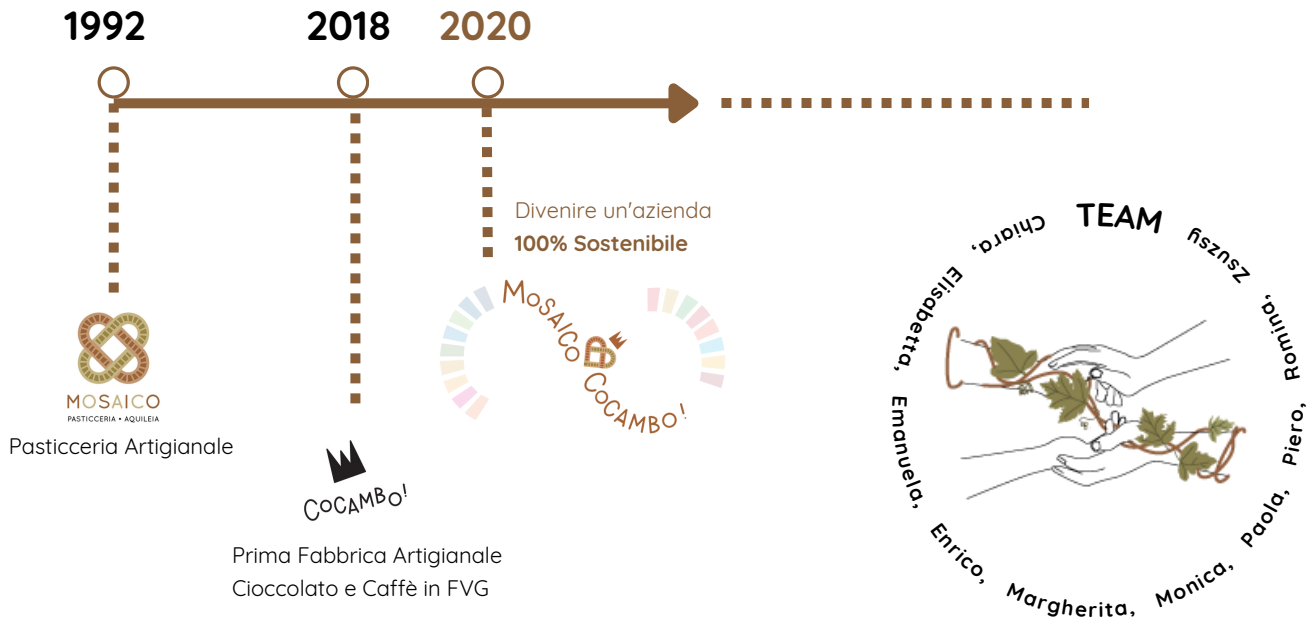 1992
2018
2020
MOSAICO
PASTICCERIA • AQUILEIA
Pasticceria Artigianale
COCAMBO!
Prima Fabbrica Artigianale
Cioccolato e Caffè in FVG
Divenire un'azienda
100% Sostenibile
MOSAICO
COCAMBO!
TEAM
Zsuzsy Romina, Piero, Paola, Monica, Margherita, Enrico, Emanuela, Elisabetta, Chiara,